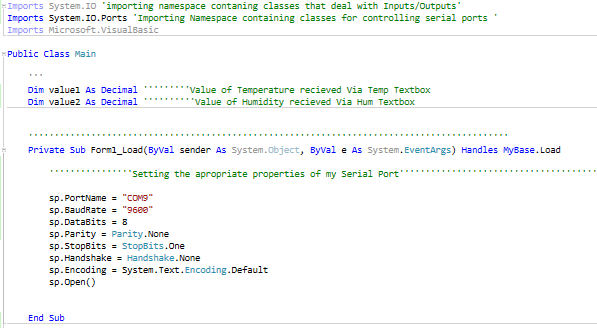 Imports System.IO 'importing namespace contaning classes that deal with Inputs/Outputs'
Imports System.IO.Ports 'Importing Namespace containing classes for controlling serial ports '
Imports Microsoft.VisualBasic
Public Class Main
'''
Dim value1 As Decimal '''''''''Value of Temperature recieved Via Temp Textbox
Dim value2 As Decimal ''''''''''Value of Humidity recieved Via Hum Textbox
''''''''''''''''''''''''''''''''''''''''''''''''''''''''''''''''''''''''''''''''''''''''''''
Private Sub Form1_Load(ByVal sender As System.Object, ByVal e As System.EventArgs) Handles MyBase.Load
''''''''''''''''Setting the apropriate properties of my Serial Port''''''''''''''''''''''''''''''''''''''
sp.PortName = "COM9"
sp.BaudRate = "9600"
sp.DataBits = 8
sp.Parity = Parity.None
sp.StopBits = StopBits.One
sp.Handshake = Handshake.None
sp.Encoding = System.Text.Encoding.Default
sp.Open()
End Sub